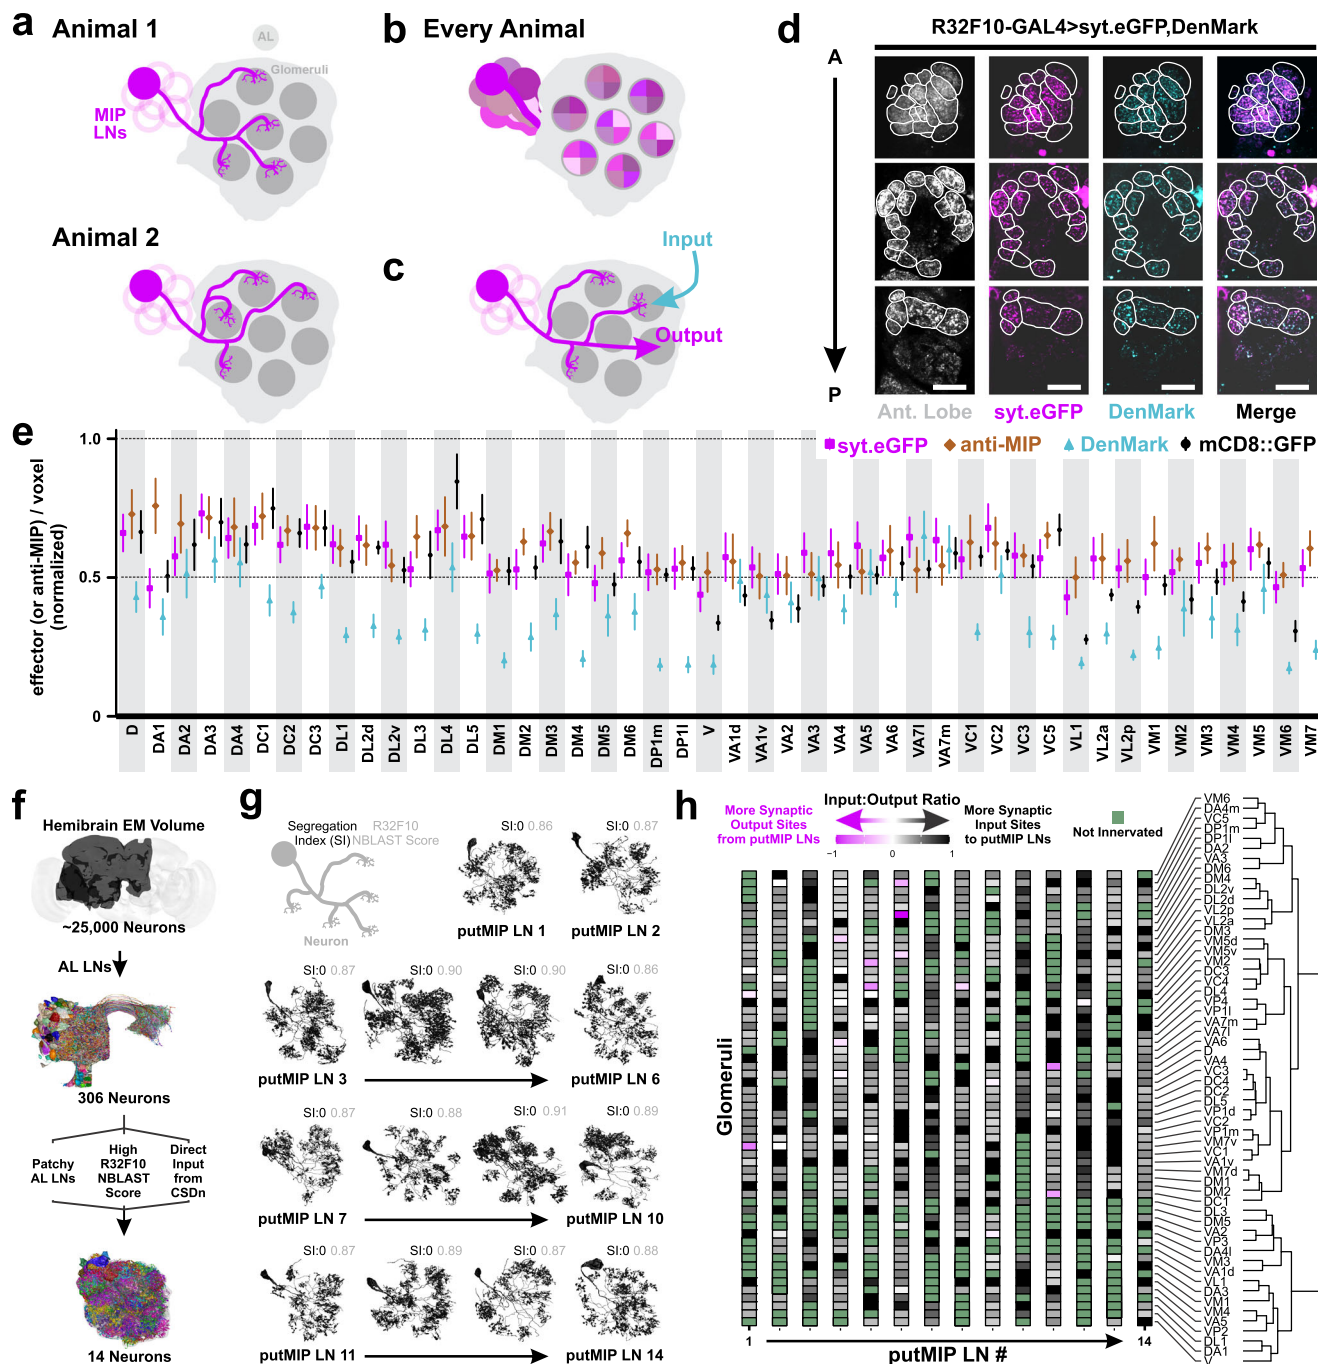 a Animal 1
AL
Glomeruli
MIP
LNs
Animal 2
b Every Animal
c
Input
Output
d R32F10-GAL4>syt.eGFP,DenMark
A
P
Ant. Lobe syt.eGFP DenMark Merge
e
syt.eGFP anti-MIP DenMark mCD8::GFP
effector (or anti-MIP) / voxel
(normalized)
1.0
0.5
0
D DA1 DA2 DA3 DA4 DC1 DC2 DC3 DL1 DL2d DL2v DL3 DL4 DL5 DM1 DM2 DM3 DM4 DM5 DM6 DP1m DP1l V VA1d VA1v VA2 VA3 VA4 VA5 VA6 VA7l VA7m VC1 VC2 VC3 VC5 VL1 VL2a VL2p VM1 VM2 VM3 VM4 VM5 VM6 VM7
f
Hemibrain EM Volume
~25,000 Neurons
AL LNs
306 Neurons
Patchy
AL LNs
High
R32F10
NBLAST
Score
Direct
Input
from
CSDn
14 Neurons
g
Segregation
Index (SI)
R32F10
NBLAST Score
Neuron
SI:0 0.86
SI:0 0.87
putMIP LN 1
putMIP LN 2
SI:0 0.87
SI:0 0.90
SI:0 0.90
SI:0 0.86
putMIP LN 3
putMIP LN 6
SI:0 0.87
SI:0 0.88
SI:0 0.91
SI:0 0.89
putMIP LN 7
putMIP LN 10
SI:0 0.87
SI:0 0.89
SI:0 0.87
SI:0 0.88
putMIP LN 11
putMIP LN 14
h
More Synaptic
Output Sites
from putMIP LNs
Input:Output Ratio
−1 0 1
More Synaptic
Input Sites
to putMIP LNs
Not Innervated
Glomeruli
1
14
putMIP LN #
VM6
DA4m
VC5
DP1m
DP1l
DA2
VA3
DM6
DM4
DL2v
DL2d
VL2p
VL2a
DM3
VM5d
VM5v
VM2
DC3
VC4
DL4
VP4
VP1l
VA7m
VA7l
VA6
D
VA4
VC3
DC4
DC2
DL5
VP1d
VC2
VP1m
VM7v
VC1
VA1v
VM7d
DM1
DM2
DC1
DL3
DM5
VA2
VP3
DA4l
VM3
VA1d
VL1
DA3
VM1
VM4
VA5
VP2
DL1
DA1
V